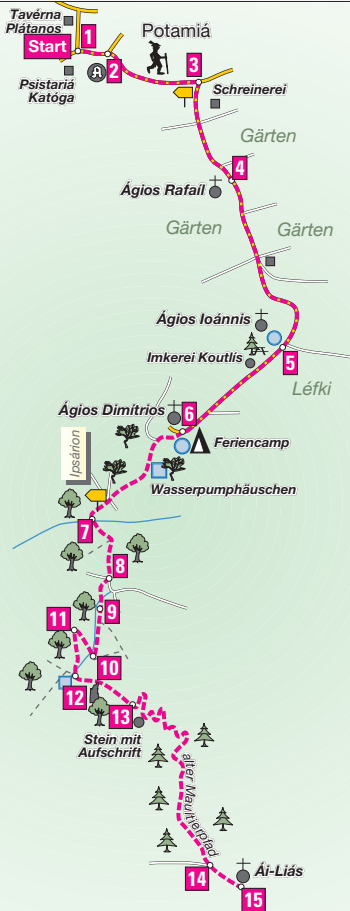 Tavérna
Plátanos
Start
1
Potamiá
2
3
Psistariá
Katóga
Schreinerei
Gärten
4
Ágios Rafaíl
Gärten
Gärten
Ágios Ioánnis
Imkerei Koutlís
5
Léfki
Ágios Dimítrios
6
Feriencamp
Ipsárion
Wasserpumphäuschen
7
8
9
11
10
12
13
Stein mit
Aufschrift
alter Maultierpfad
14
Ái-Liás
15